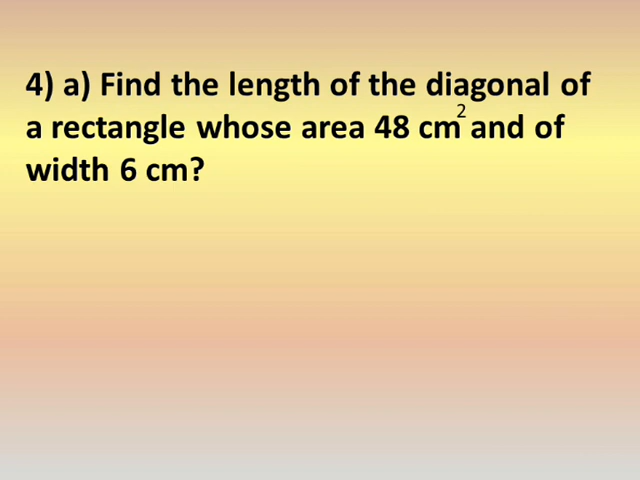 4) a) Find the length of the diagonal of
a rectangle whose area 48 cm² and of
width 6 cm?